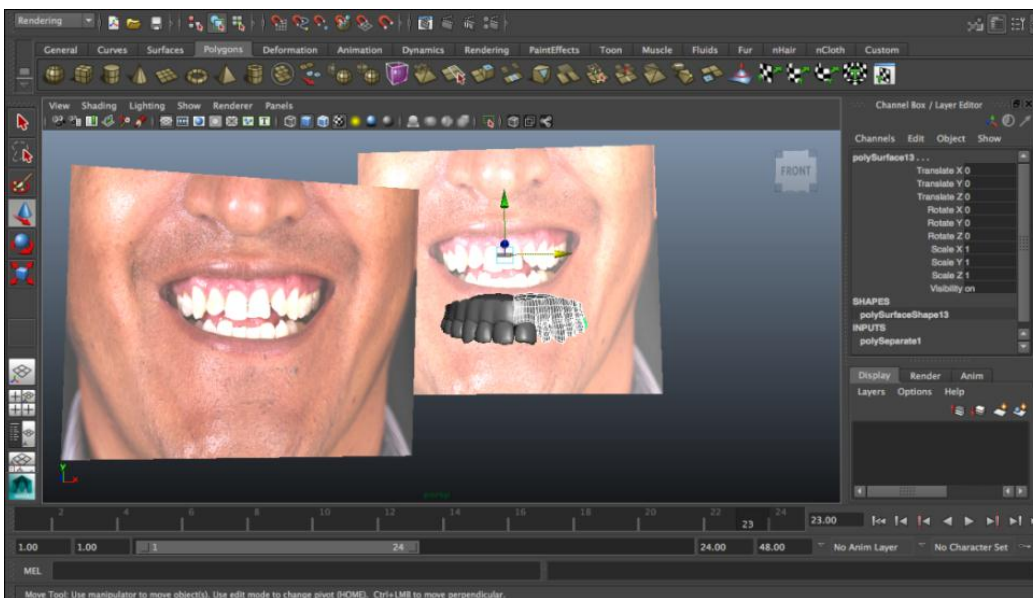 Rendering
General Curves Surfaces Polygons Deformation Animation Dynamics Rendering PaintEffects Toon Muscle Fluids Fur nHair nCloth Custom
View Shading Lighting Show Renderer Panels
FRONT
Channel Box / Layer Editor
Channels Edit Object Show
polySurface13 . . .
Translate X 0
Translate Y 0
Translate Z 0
Rotate X 0
Rotate Y 0
Rotate Z 0
Scale X 1
Scale Y 1
Scale Z 1
Visibility on
SHAPES
polySurfaceShape13
INPUTS
polySeparate1
Display Render Anim
Layers Options Help
Y
X
persp
2 4 6 8 10 12 14 16 18 20 22 24
23
23.00
1.00 1.00 1 24 24.00 48.00 No Anim Layer No Character Set
MEL
Move Tool: Use manipulator to move object(s). Use edit mode to change pivot (HOME). Ctrl+LMB to move perpendicular.